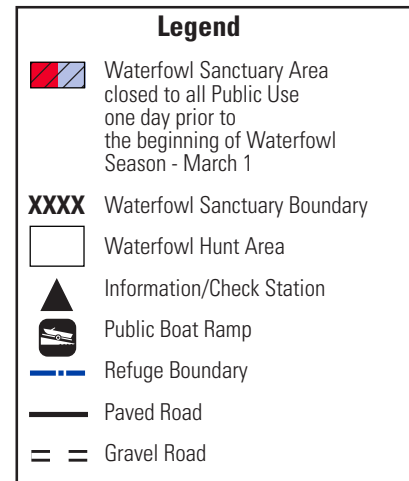 Legend
Waterfowl Sanctuary Area
closed to all Public Use
one day prior to
the beginning of Waterfowl
Season - March 1
XXXX Waterfowl Sanctuary Boundary
Waterfowl Hunt Area
Information/Check Station
Public Boat Ramp
Refuge Boundary
Paved Road
Gravel Road